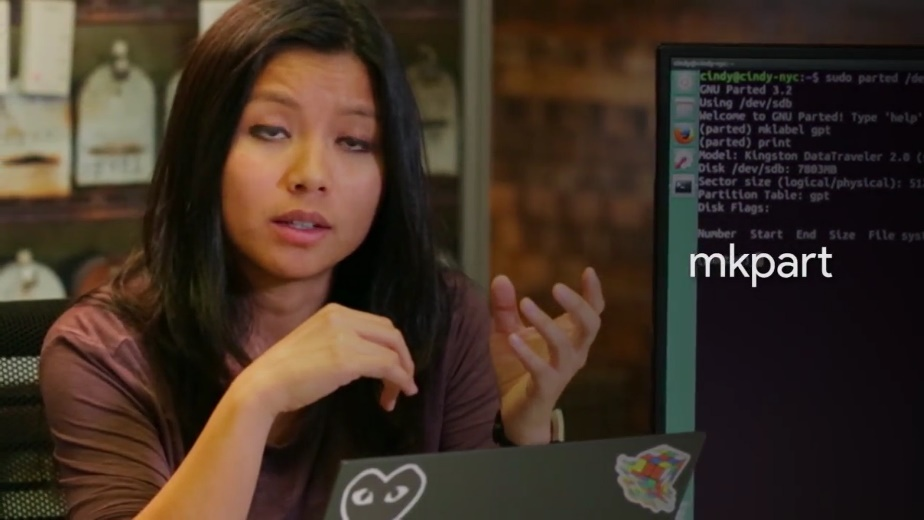 cindy@cindy-nyc:~$ sudo parted /de
GNU Parted 3.2
Using /dev/sdb
Welcome to GNU Parted! Type 'help'
(parted) mklabel gpt
(parted) print
Model: Kingston DataTraveler 2.0 (
Disk /dev/sdb: 7803MB
Sector size (logical/physical): 51
Partition Table: gpt
Disk Flags:
Number Start End Size File syst
mkpart